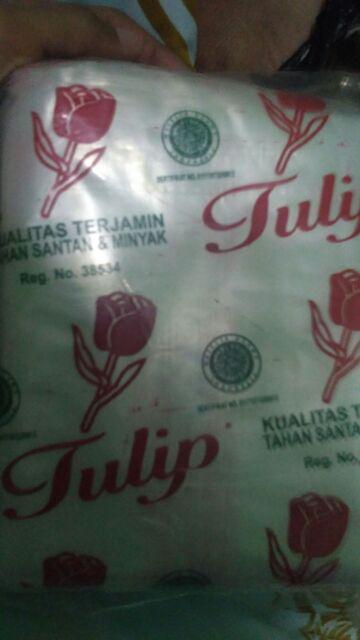 Tulip
KUALITAS TERJAMIN
TAHAN SANTAN & MINYAK
Reg. No. 38534
Tulip
KUALITAS T
TAHAN SANTA
Reg. No.